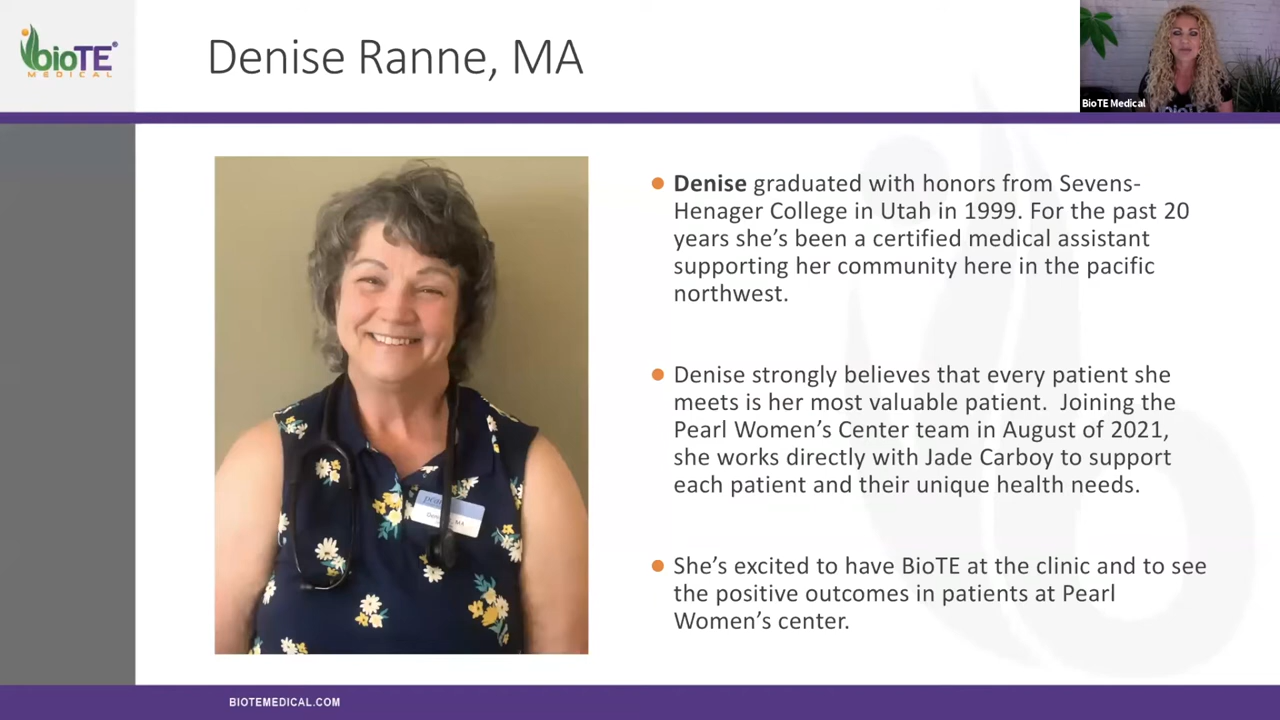 bioTE
MEDICAL
Denise Ranne, MA
BioTE Medical
Denise graduated with honors from Sevens-
Henager College in Utah in 1999. For the past 20
years she’s been a certified medical assistant
supporting her community here in the pacific
northwest.
Denise strongly believes that every patient she
meets is her most valuable patient.  Joining the
Pearl Women’s Center team in August of 2021,
she works directly with Jade Carboy to support
each patient and their unique health needs.
She’s excited to have BioTE at the clinic and to see
the positive outcomes in patients at Pearl
Women’s center.
BIOTEMEDICAL.COM